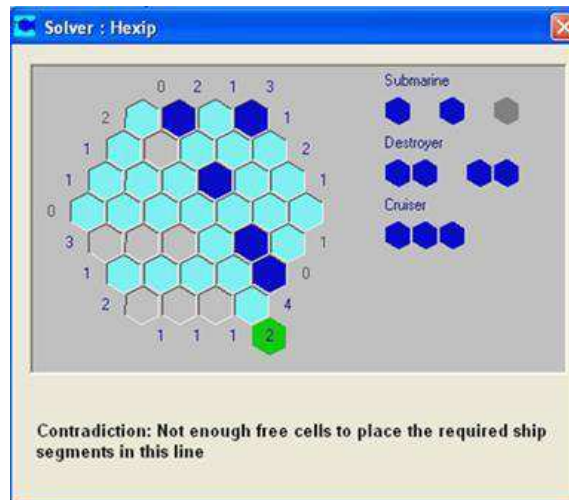 Solver : Hexip
0 2 1 3 Submarine
2 1
1 2 Destroyer
1 1
0 Cruiser
3 1
1 0
2 4
1 1 1 2
Contradiction: Not enough free cells to place the required ship
segments in this line